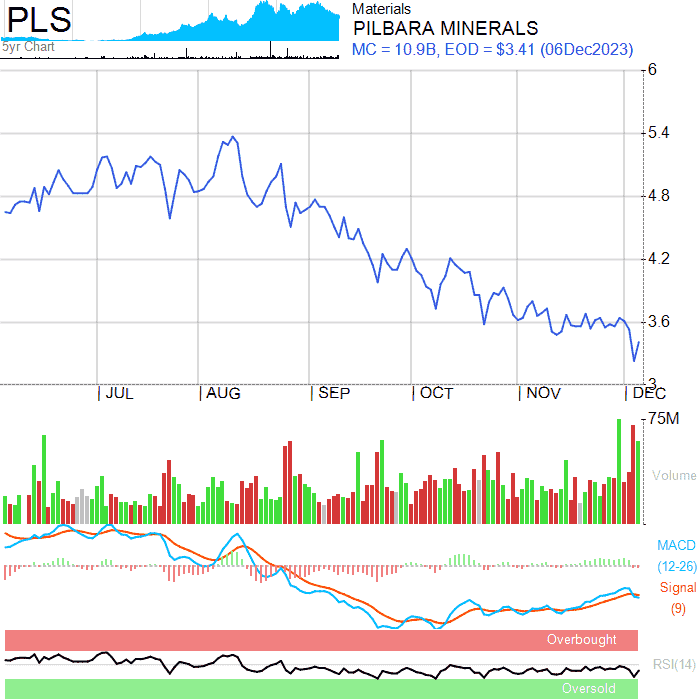 PLS
5yr Chart
Materials
PILBARA MINERALS
MC = 10.9B, EOD = $3.41 (06Dec2023)
6
5.4
4.8
4.2
3.6
3
JUL AUG SEP OCT NOV DEC
75M
Volume
MACD
(12-26)
Signal
(9)
Overbought
RSI(14)
Oversold